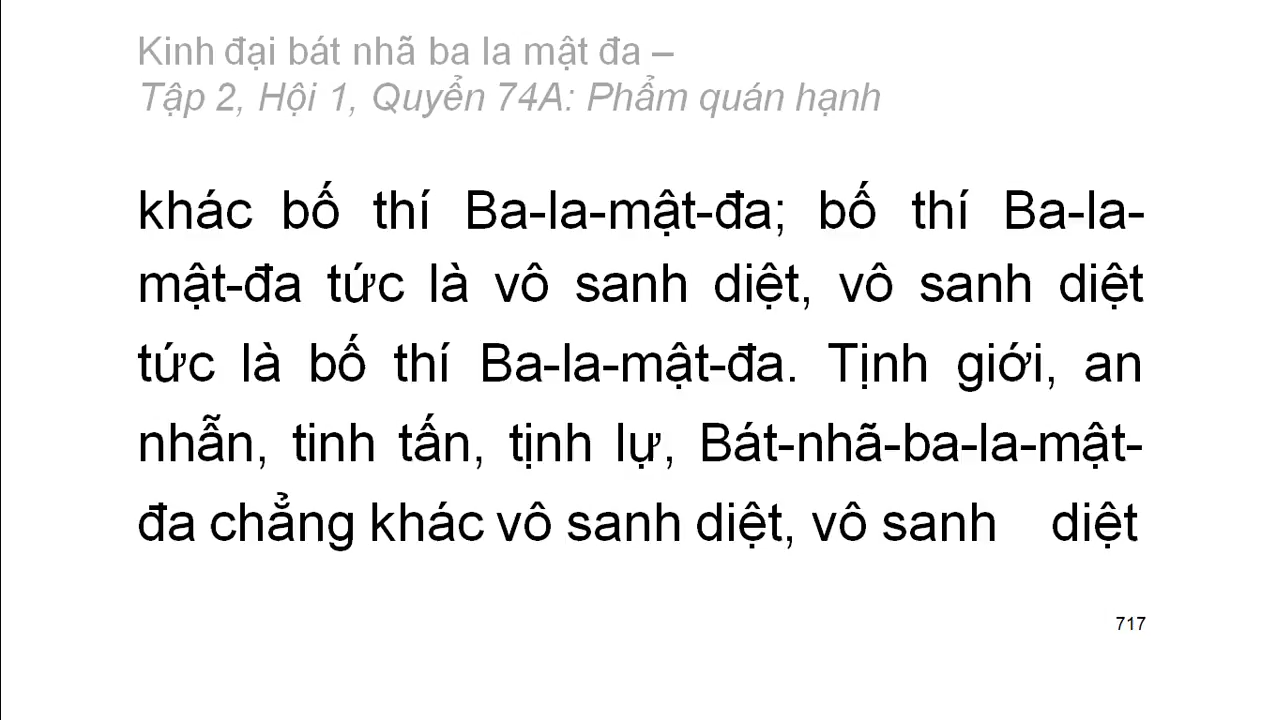 Kinh đại bát nhã ba la mật đa –
Tập 2, Hội 1, Quyển 74A: Phẩm quán hạnh
khác bố thí Ba-la-mật-đa; bố thí Ba-la-
mật-đa tức là vô sanh diệt, vô sanh diệt
tức là bố thí Ba-la-mật-đa. Tịnh giới, an
nhẫn, tinh tấn, tịnh lự, Bát-nhã-ba-la-mật-
đa chẳng khác vô sanh diệt, vô sanh diệt
717